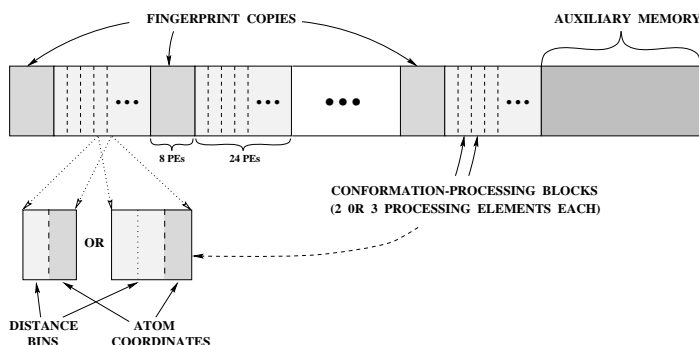 FINGERPRINT COPIES
AUXILIARY MEMORY
8 PEs
24 PEs
CONFORMATION-PROCESSING BLOCKS
(2 0R 3 PROCESSING ELEMENTS EACH)
OR
DISTANCE
BINS
ATOM
COORDINATES